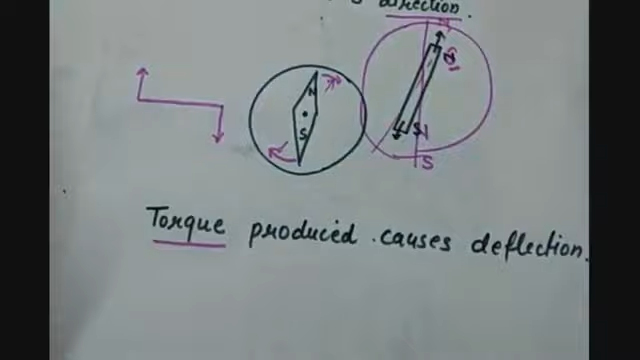 direction.
N
S
S
S
Torque produced causes deflection.